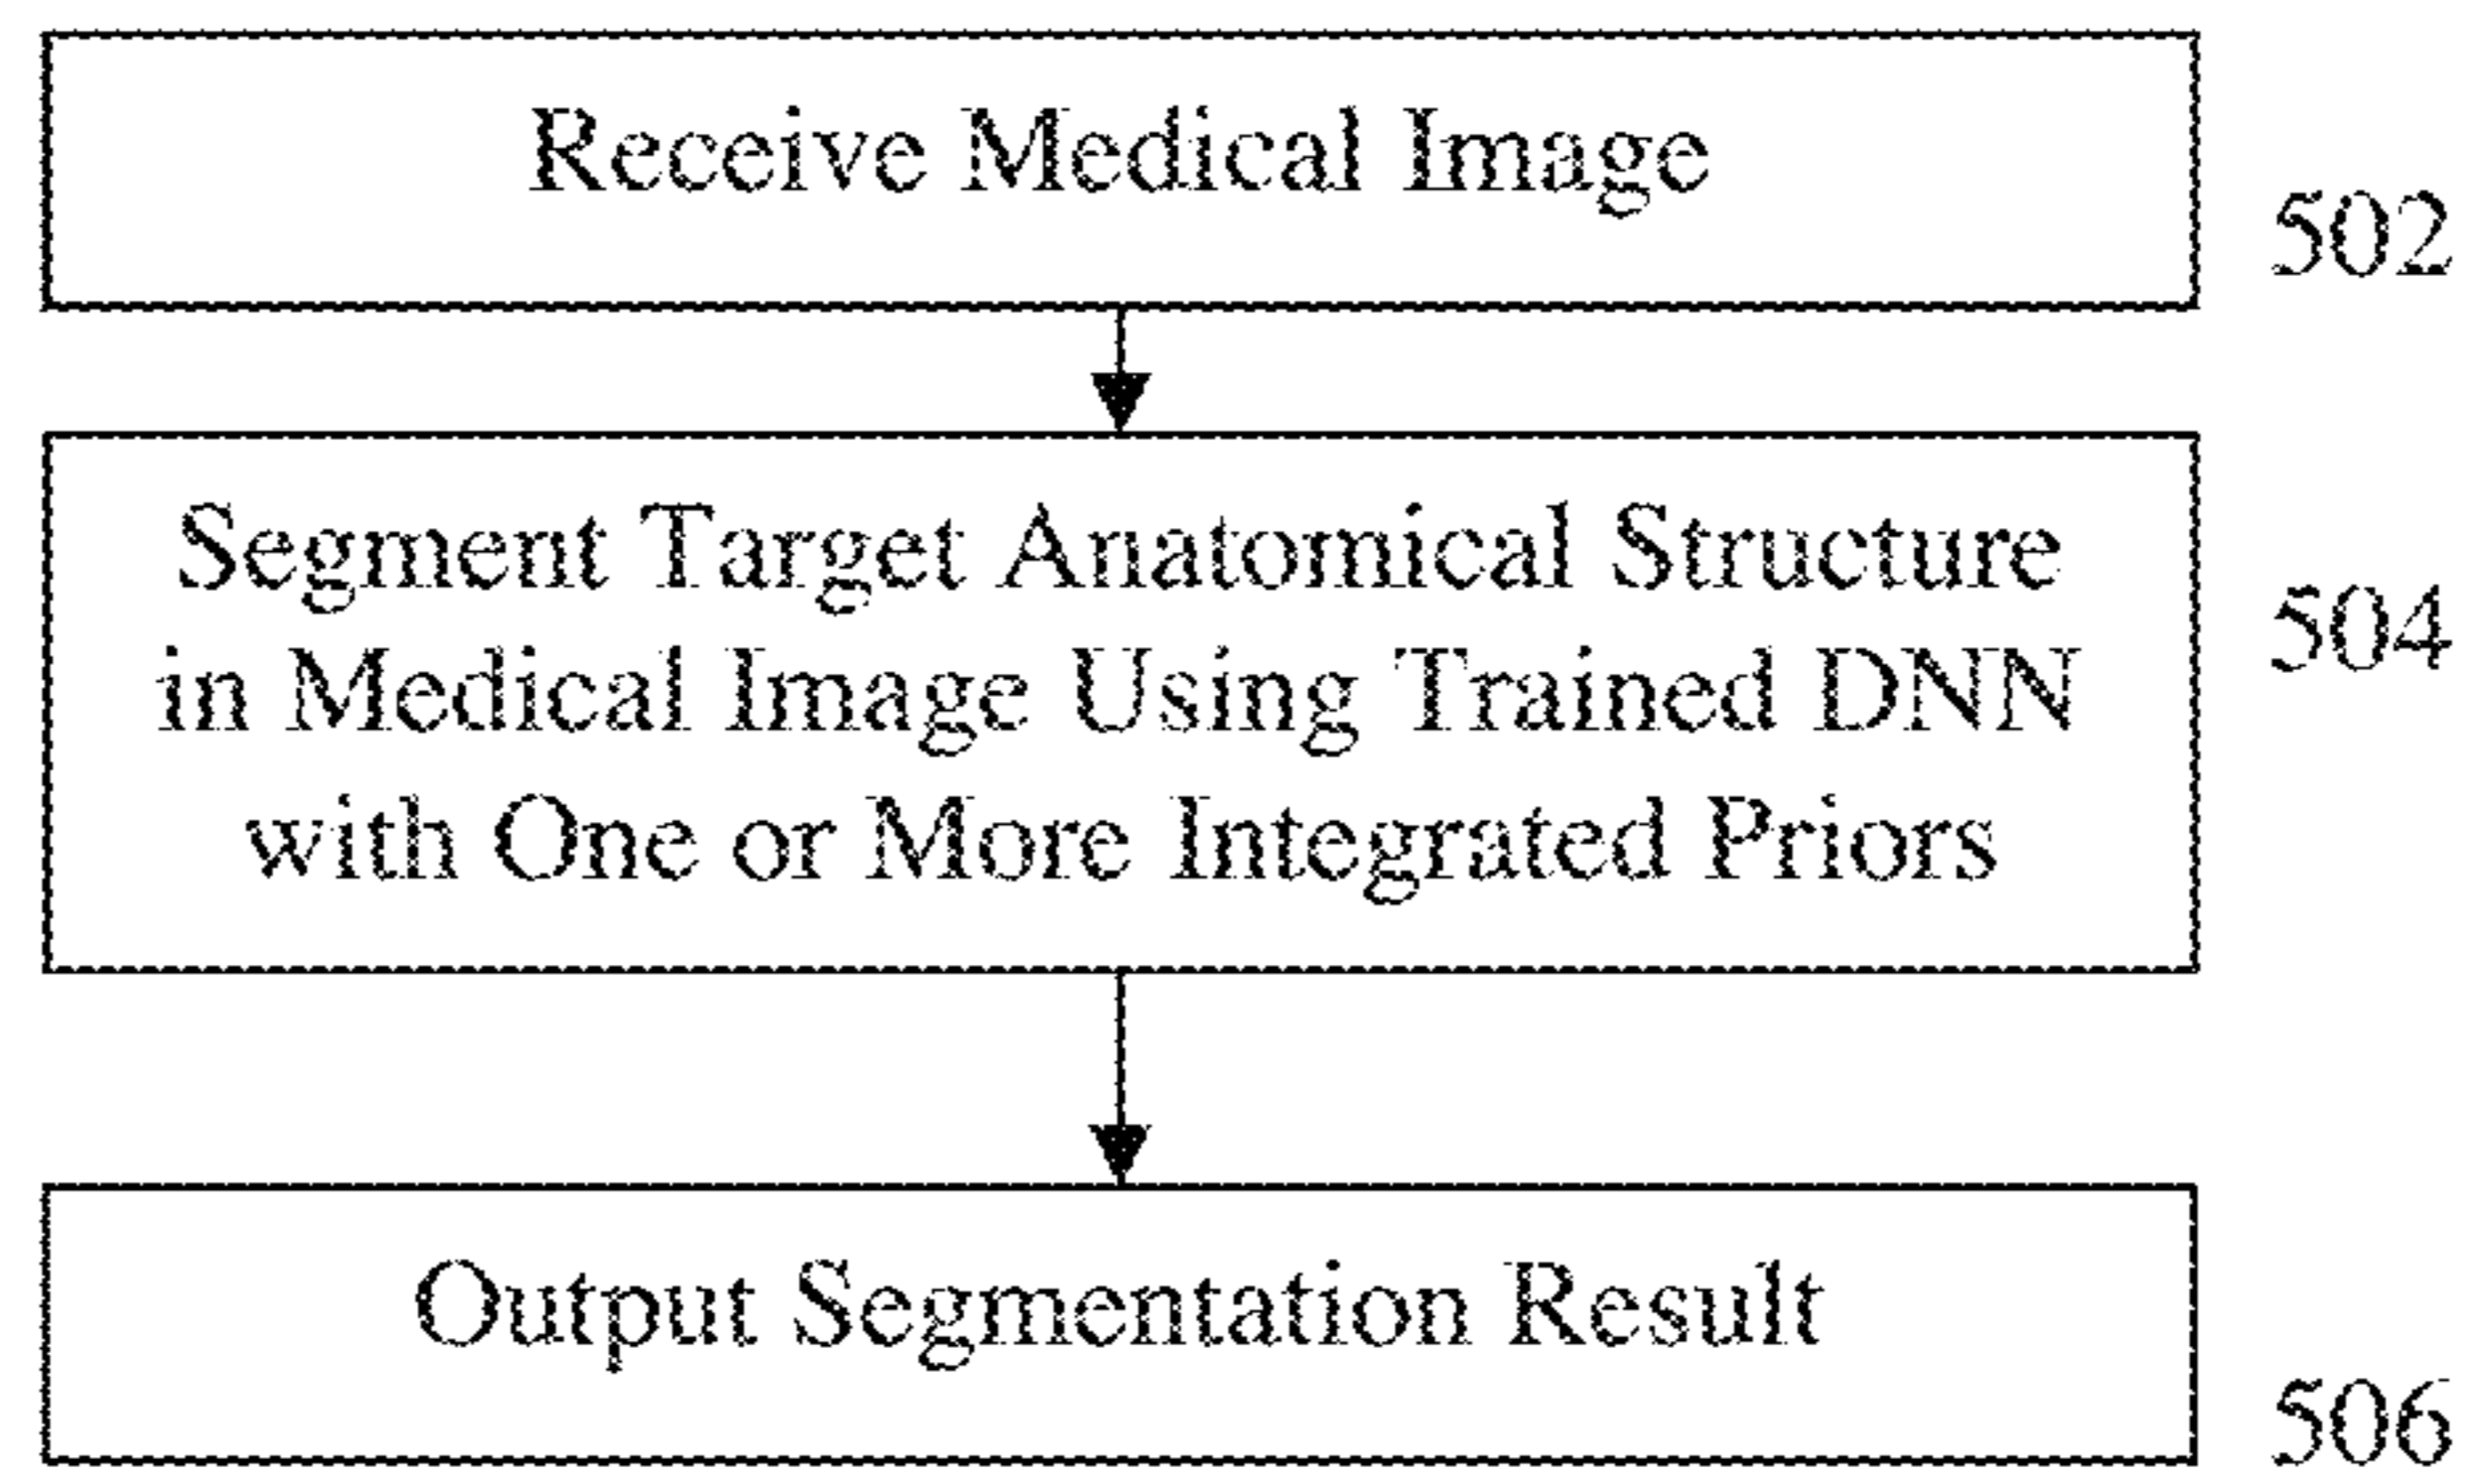 Receive Medical Image
502
Segment Target Anatomical Structure
in Medical Image Using Trained DNN
with One or More Integrated Priors
504
Output Segmentation Result
506